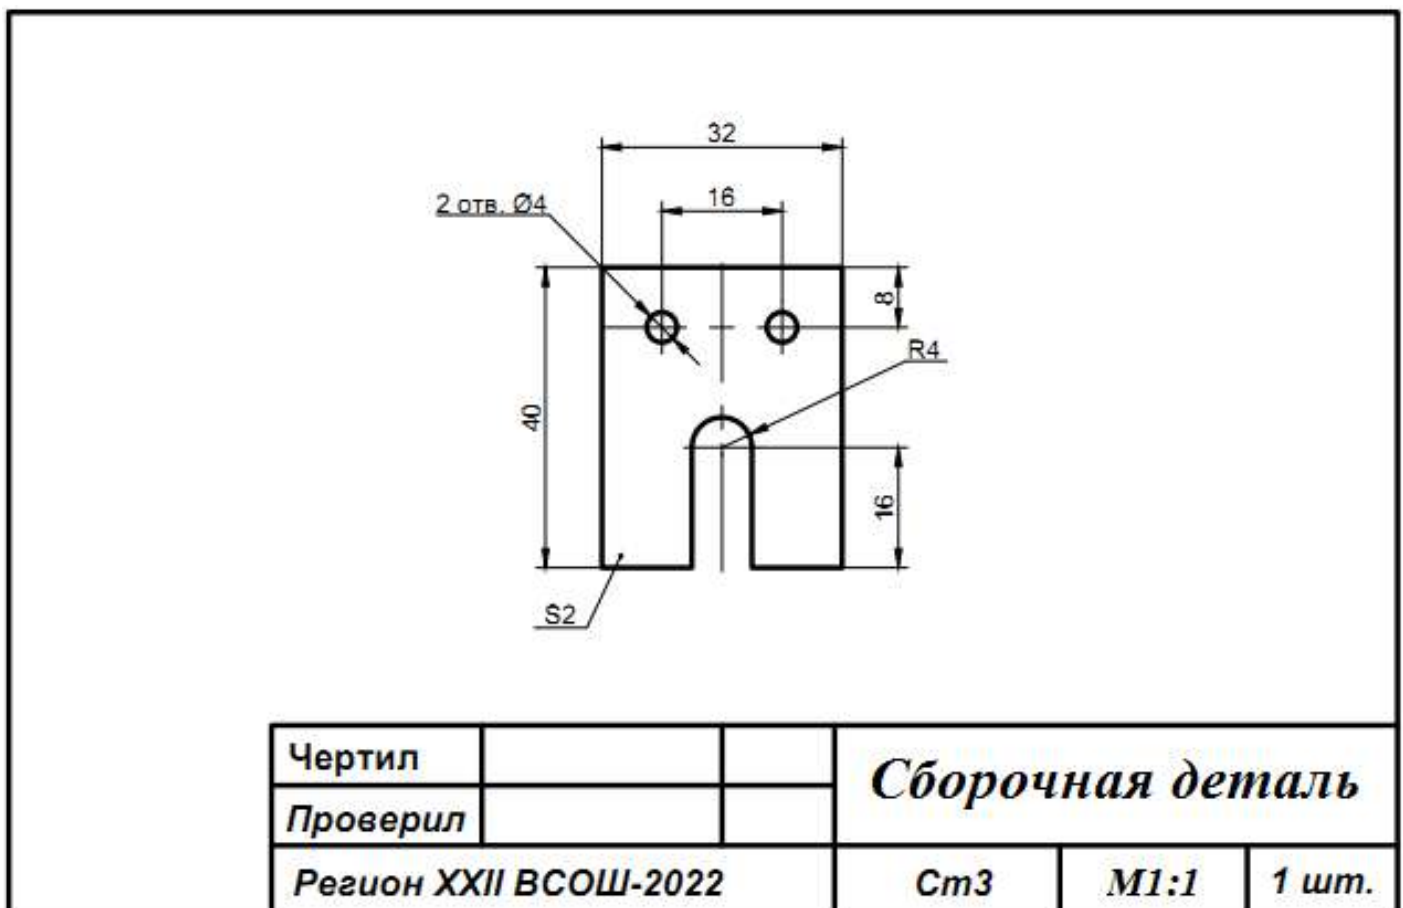 32
2 отв. Ø4
16
8
R4
40
16
S2
Чертил
Сборочная деталь
Проверил
Регион XXII ВСОШ-2022
Ст3
М1:1
1 шт.